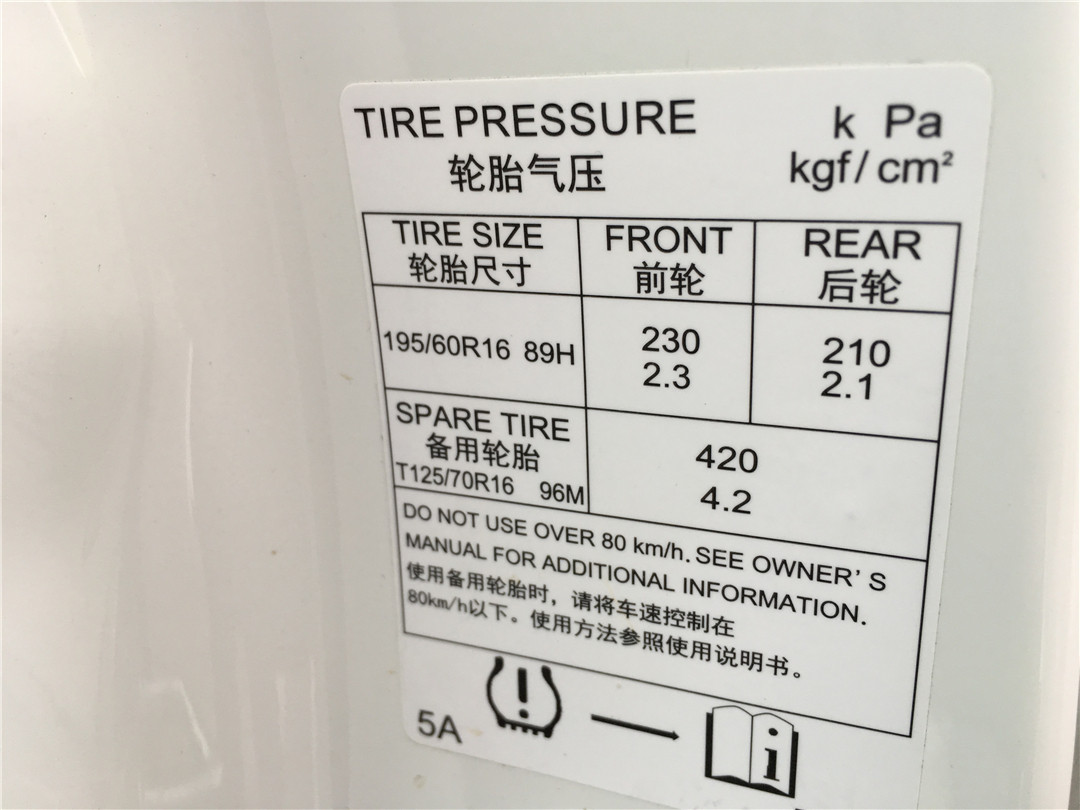 TIRE PRESSURE
轮胎气压
k Pa
kgf/cm²
TIRE SIZE
轮胎尺寸
FRONT
前轮
REAR
后轮
195/60R16 89H
230
2.3
210
2.1
SPARE TIRE
备用轮胎
T125/70R16 96M
420
4.2
DO NOT USE OVER 80 km/h. SEE OWNER'S
MANUAL FOR ADDITIONAL INFORMATION.
使用备用轮胎时，请将车速控制在
80km/h以下。使用方法参照使用说明书。
5A
i